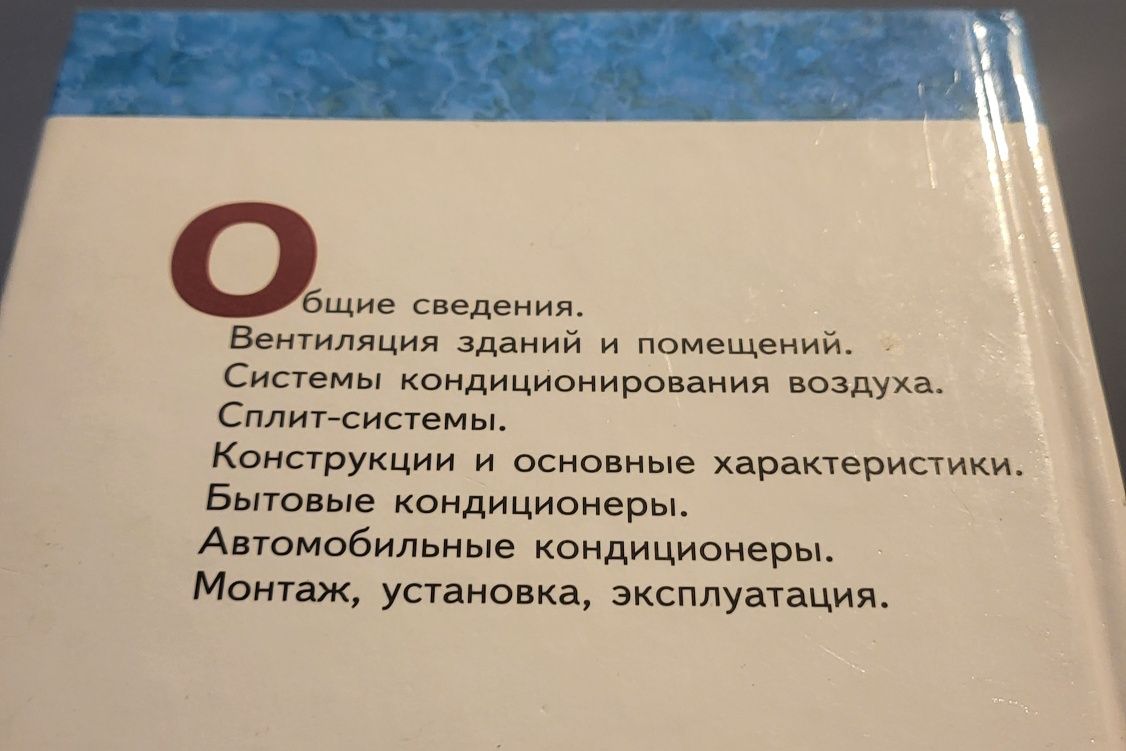 Общие сведения.
Вентиляция зданий и помещений.
Системы кондиционирования воздуха.
Сплит-системы.
Конструкции и основные характеристики.
Бытовые кондиционеры.
Автомобильные кондиционеры.
Монтаж, установка, эксплуатация.